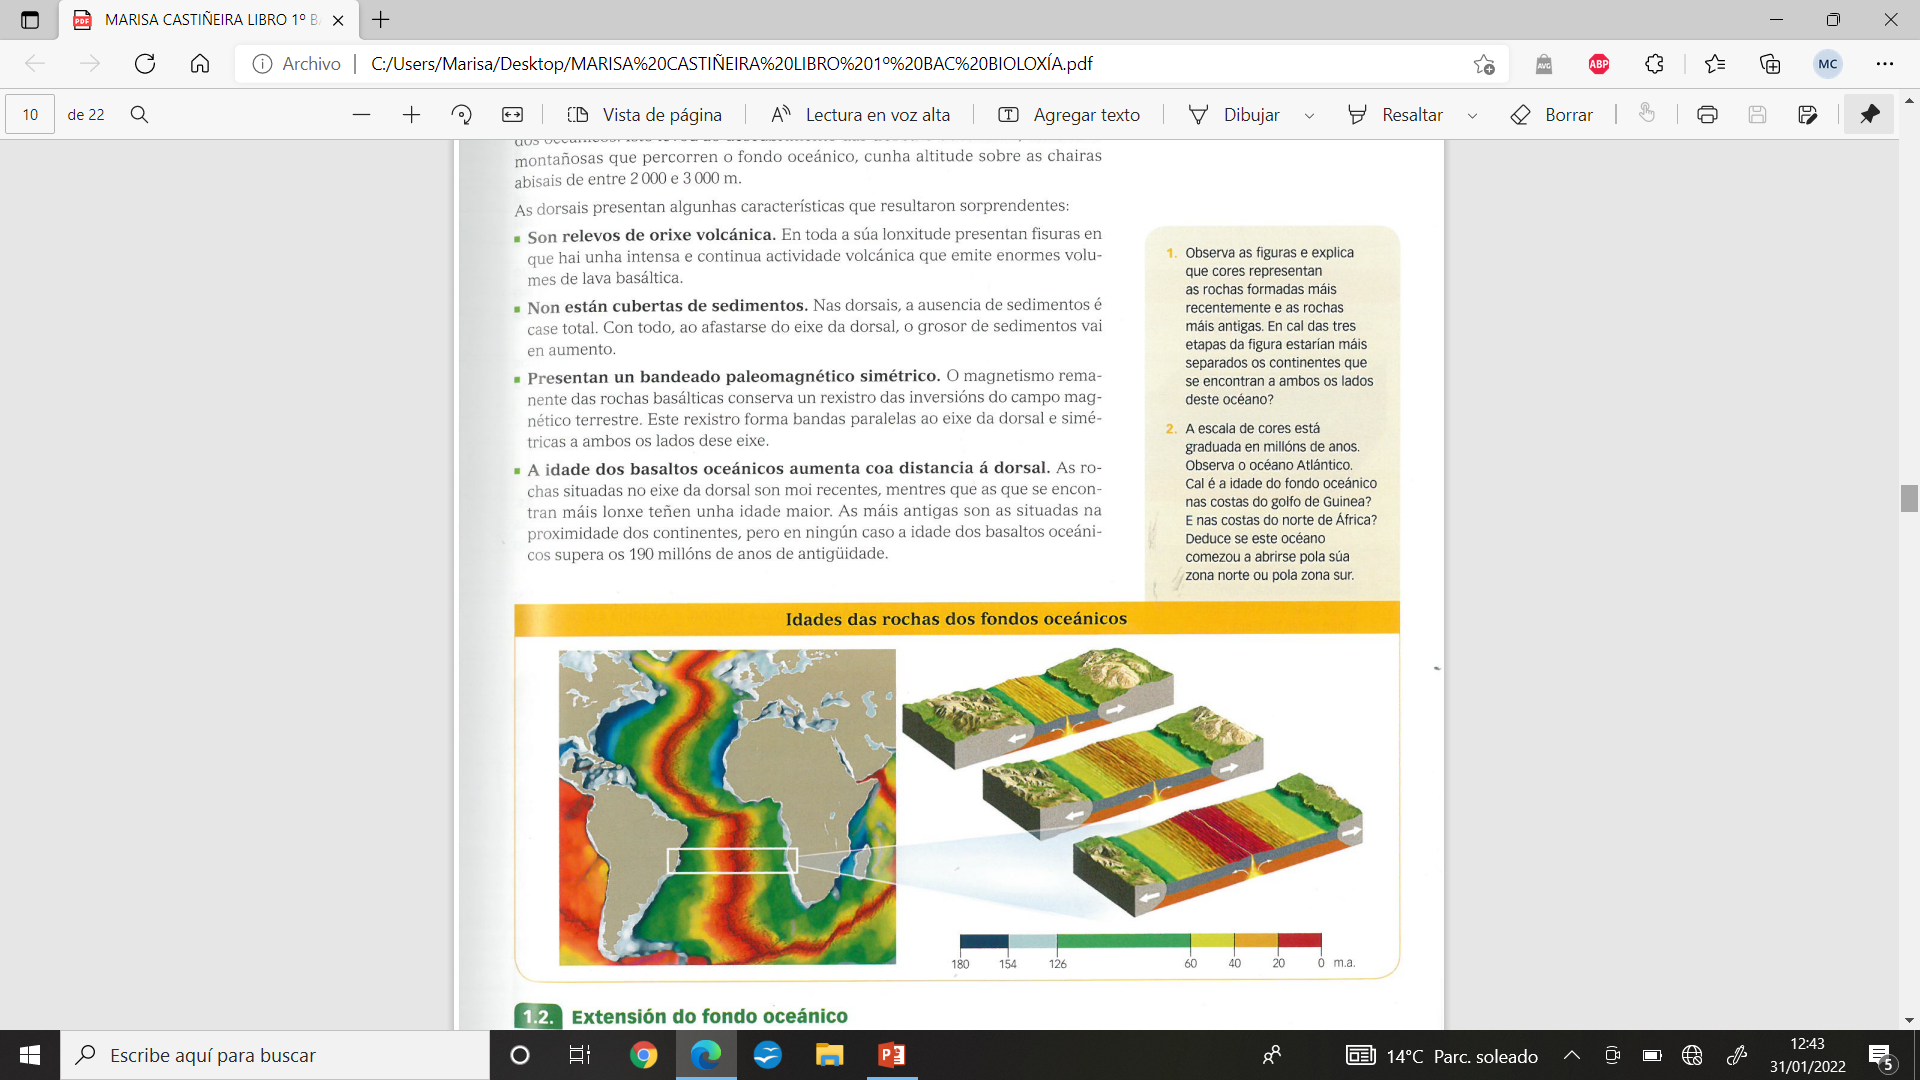 MARISA CASTIÑEIRA LIBRO 1º BA
Archivo
C:/Users/Marisa/Desktop/MARISA%20CASTIÑEIRA%20LIBRO%201º%20BAC%20BIOLOXÍA.pdf
AVG
ABP
MC
10 de 22
Vista de página
Lectura en voz alta
Agregar texto
Dibujar
Resaltar
Borrar
montañosas que percorren o fondo oceánico, cunha altitude sobre as chairas
abisais de entre 2 000 e 3 000 m.
As dorsais presentan algunhas características que resultaron sorprendentes:
Son relevos de orixe volcánica. En toda a súa lonxitude presentan fisuras en
que hai unha intensa e continua actividade volcánica que emite enormes volu-
mes de lava basáltica.
Non están cubertas de sedimentos. Nas dorsais, a ausencia de sedimentos é
case total. Con todo, ao afastarse do eixe da dorsal, o grosor de sedimentos vai
en aumento.
Presentan un bandeado paleomagnético simétrico. O magnetismo rema-
nente das rochas basálticas conserva un rexistro das inversións do campo mag-
nético terrestre. Este rexistro forma bandas paralelas ao eixe da dorsal e simé-
tricas a ambos os lados dese eixe.
A idade dos basaltos oceánicos aumenta coa distancia á dorsal. As ro-
chas situadas no eixe da dorsal son moi recentes, mentres que as que se encon-
tran máis lonxe teñen unha idade maior. As máis antigas son as situadas na
proximidade dos continentes, pero en ningún caso a idade dos basaltos oceáni-
cos supera os 190 millóns de anos de antigüidade.
1. Observa as figuras e explica
que cores representan
as rochas formadas máis
recentemente e as rochas
máis antigas. En cal das tres
etapas da figura estarían máis
separados os continentes que
se encontran a ambos os lados
deste océano?
2. A escala de cores está
graduada en millóns de anos.
Observa o océano Atlántico.
Cal é a idade do fondo oceánico
nas costas do golfo de Guinea?
E nas costas do norte de África?
Deduce se este océano
comezou a abrirse pola súa
zona norte ou pola zona sur.
Idades das rochas dos fondos oceánicos
180 154 126 60 40 20 0 m.a.
1.2. Extensión do fondo oceánico
Escribe aquí para buscar
14°C Parc. soleado
12:43
31/01/2022
5